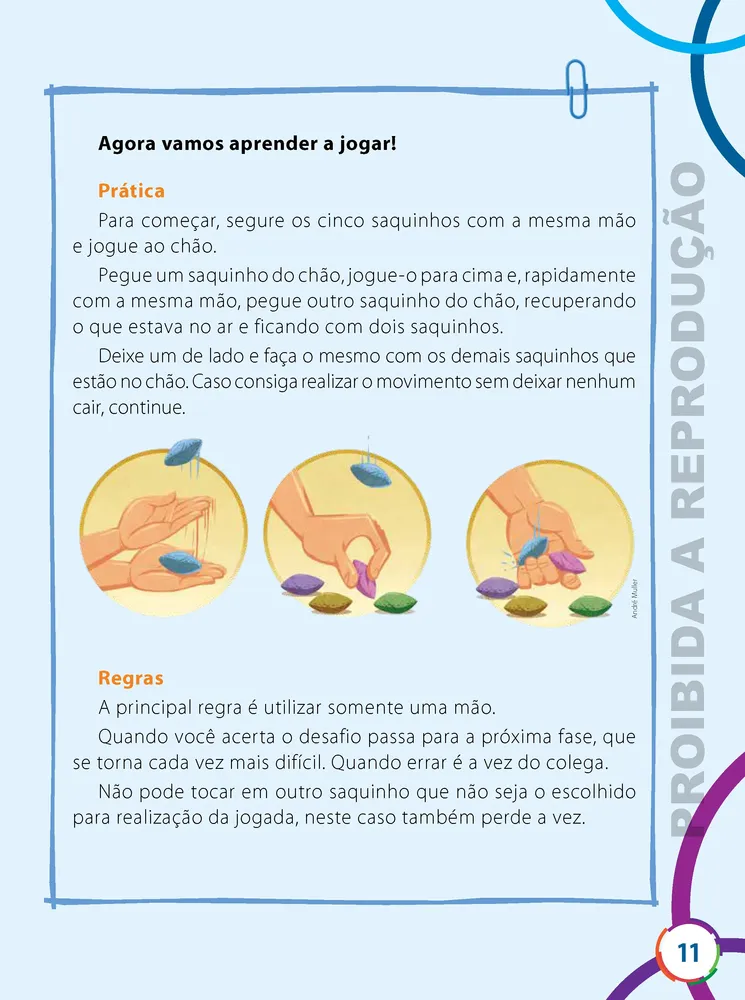 Agora vamos aprender a jogar!
Prática
Para começar, segure os cinco saquinhos com a mesma mão
e jogue ao chão.
Pegue um saquinho do chão, jogue-o para cima e, rapidamente
com a mesma mão, pegue outro saquinho do chão, recuperando
o que estava no ar e ficando com dois saquinhos.
Deixe um de lado e faça o mesmo com os demais saquinhos que
estão no chão. Caso consiga realizar o movimento sem deixar nenhum
cair, continue.
André Muller
Regras
A principal regra é utilizar somente uma mão.
Quando você acerta o desafio passa para a próxima fase, que
se torna cada vez mais difícil. Quando errar é a vez do colega.
Não pode tocar em outro saquinho que não seja o escolhido
para realização da jogada, neste caso também perde a vez.
PROIBIDA A REPRODUÇÃO
11